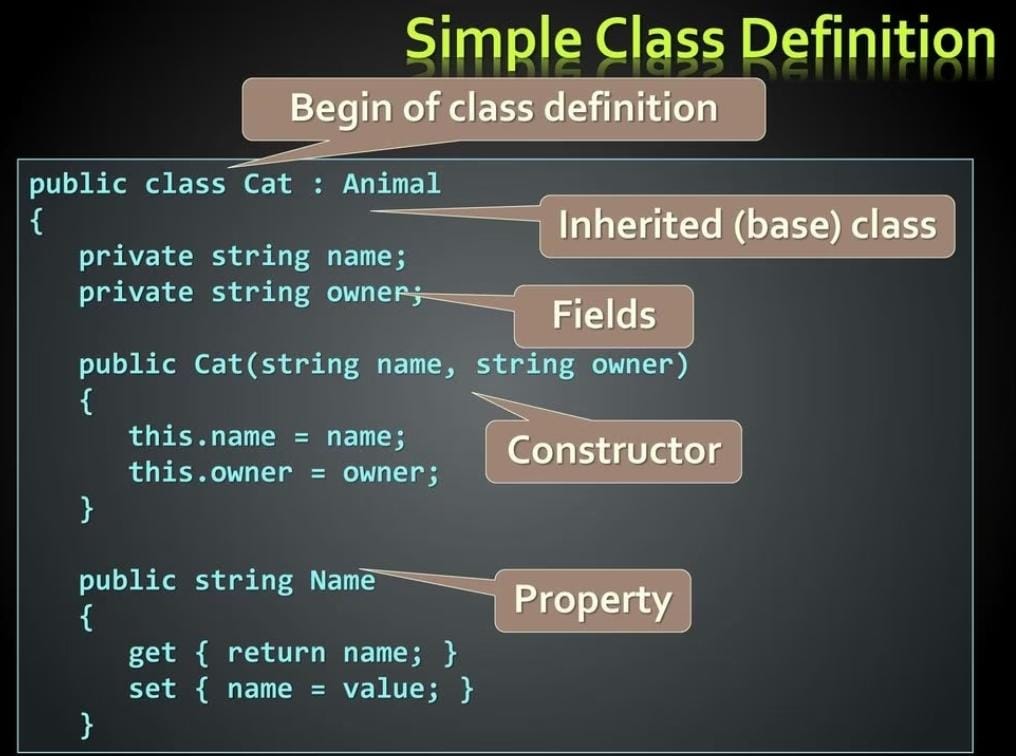 Simple Class Definition
Begin of class definition
public class Cat : Animal
{
Inherited (base) class
private string name;
private string owner;
Fields
public Cat(string name, string owner)
{
this.name = name;
Constructor
this.owner = owner;
}
public string Name
Property
{
get { return name; }
set { name = value; }
}